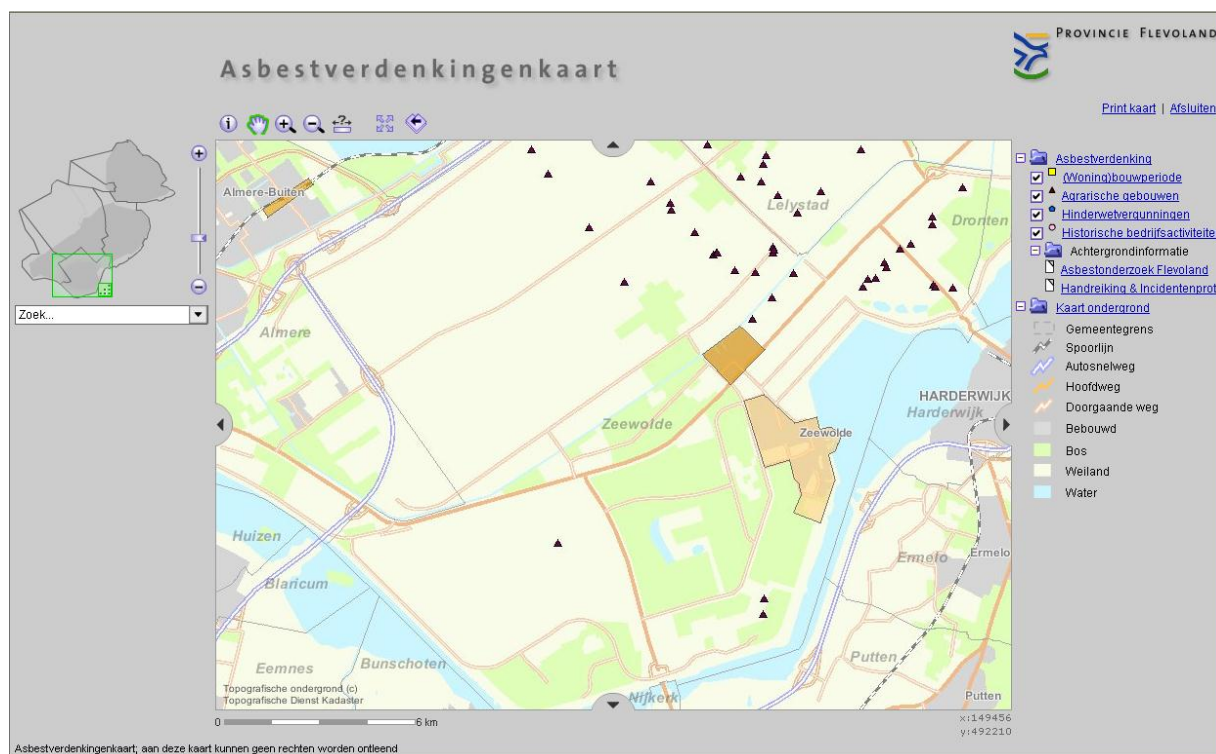 PROVINCIE FLEVOLAND
Asbestverdenkingenkaart
Print kaart | Afsluiten
Zoek...
Almere-Buiten
Lelystad
Dronten
Almere
Zeewolde
Zeewolde
HARDERWIJK
Harderwijk
Huizen
Blaricum
Ermelo
Ermelo
Eemnes
Bunschoten
Putten
Nijkerk
Putten
Topografische ondergrond (c)
Topografische Dienst Kadaster
0 6 km
x:149456
y:492210
Asbestverdenking
(Woning)bouwperiode
Agrarische gebouwen
Hinderwetvergunningen
Historische bedrijfsactiviteite
Achtergrondinformatie
Asbestonderzoek Flevoland
Handreiking & Incidentenprot
Kaart ondergrond
Gemeentegrens
Spoorlijn
Autosnelweg
Hoofdweg
Doorgaande weg
Bebouwd
Bos
Weiland
Water
Asbestverdenkingenkaart; aan deze kaart kunnen geen rechten worden ontleend